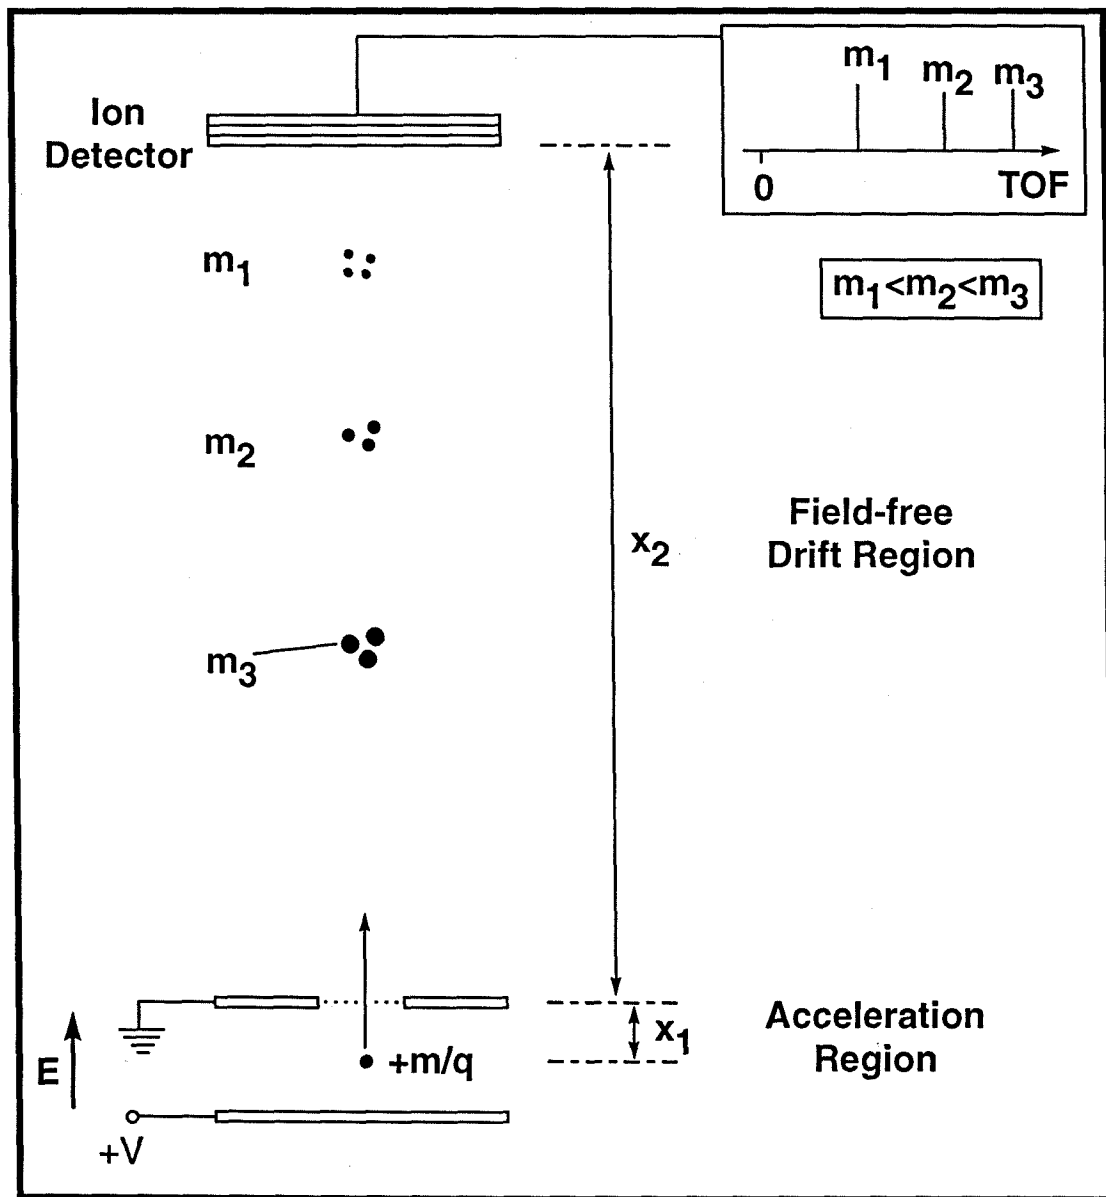 m₁ m₂ m₃
0 TOF
Ion
Detector
m₁
m₁<m₂<m₃
m₂
Field-free
Drift Region
x₂
m₃
Acceleration
Region
x₁
+m/q
E
+V